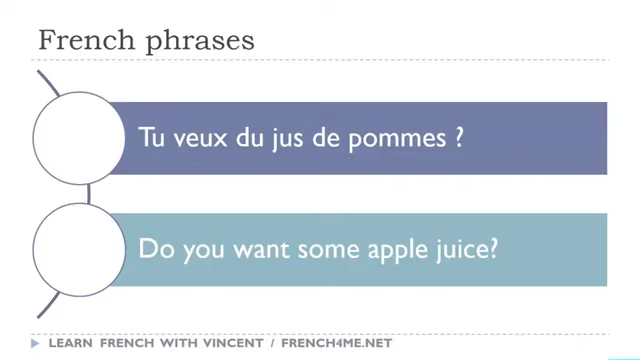 French phrases
Tu veux du jus de pommes ?
Do you want some apple juice?
LEARN FRENCH WITH VINCENT / FRENCH4ME.NET